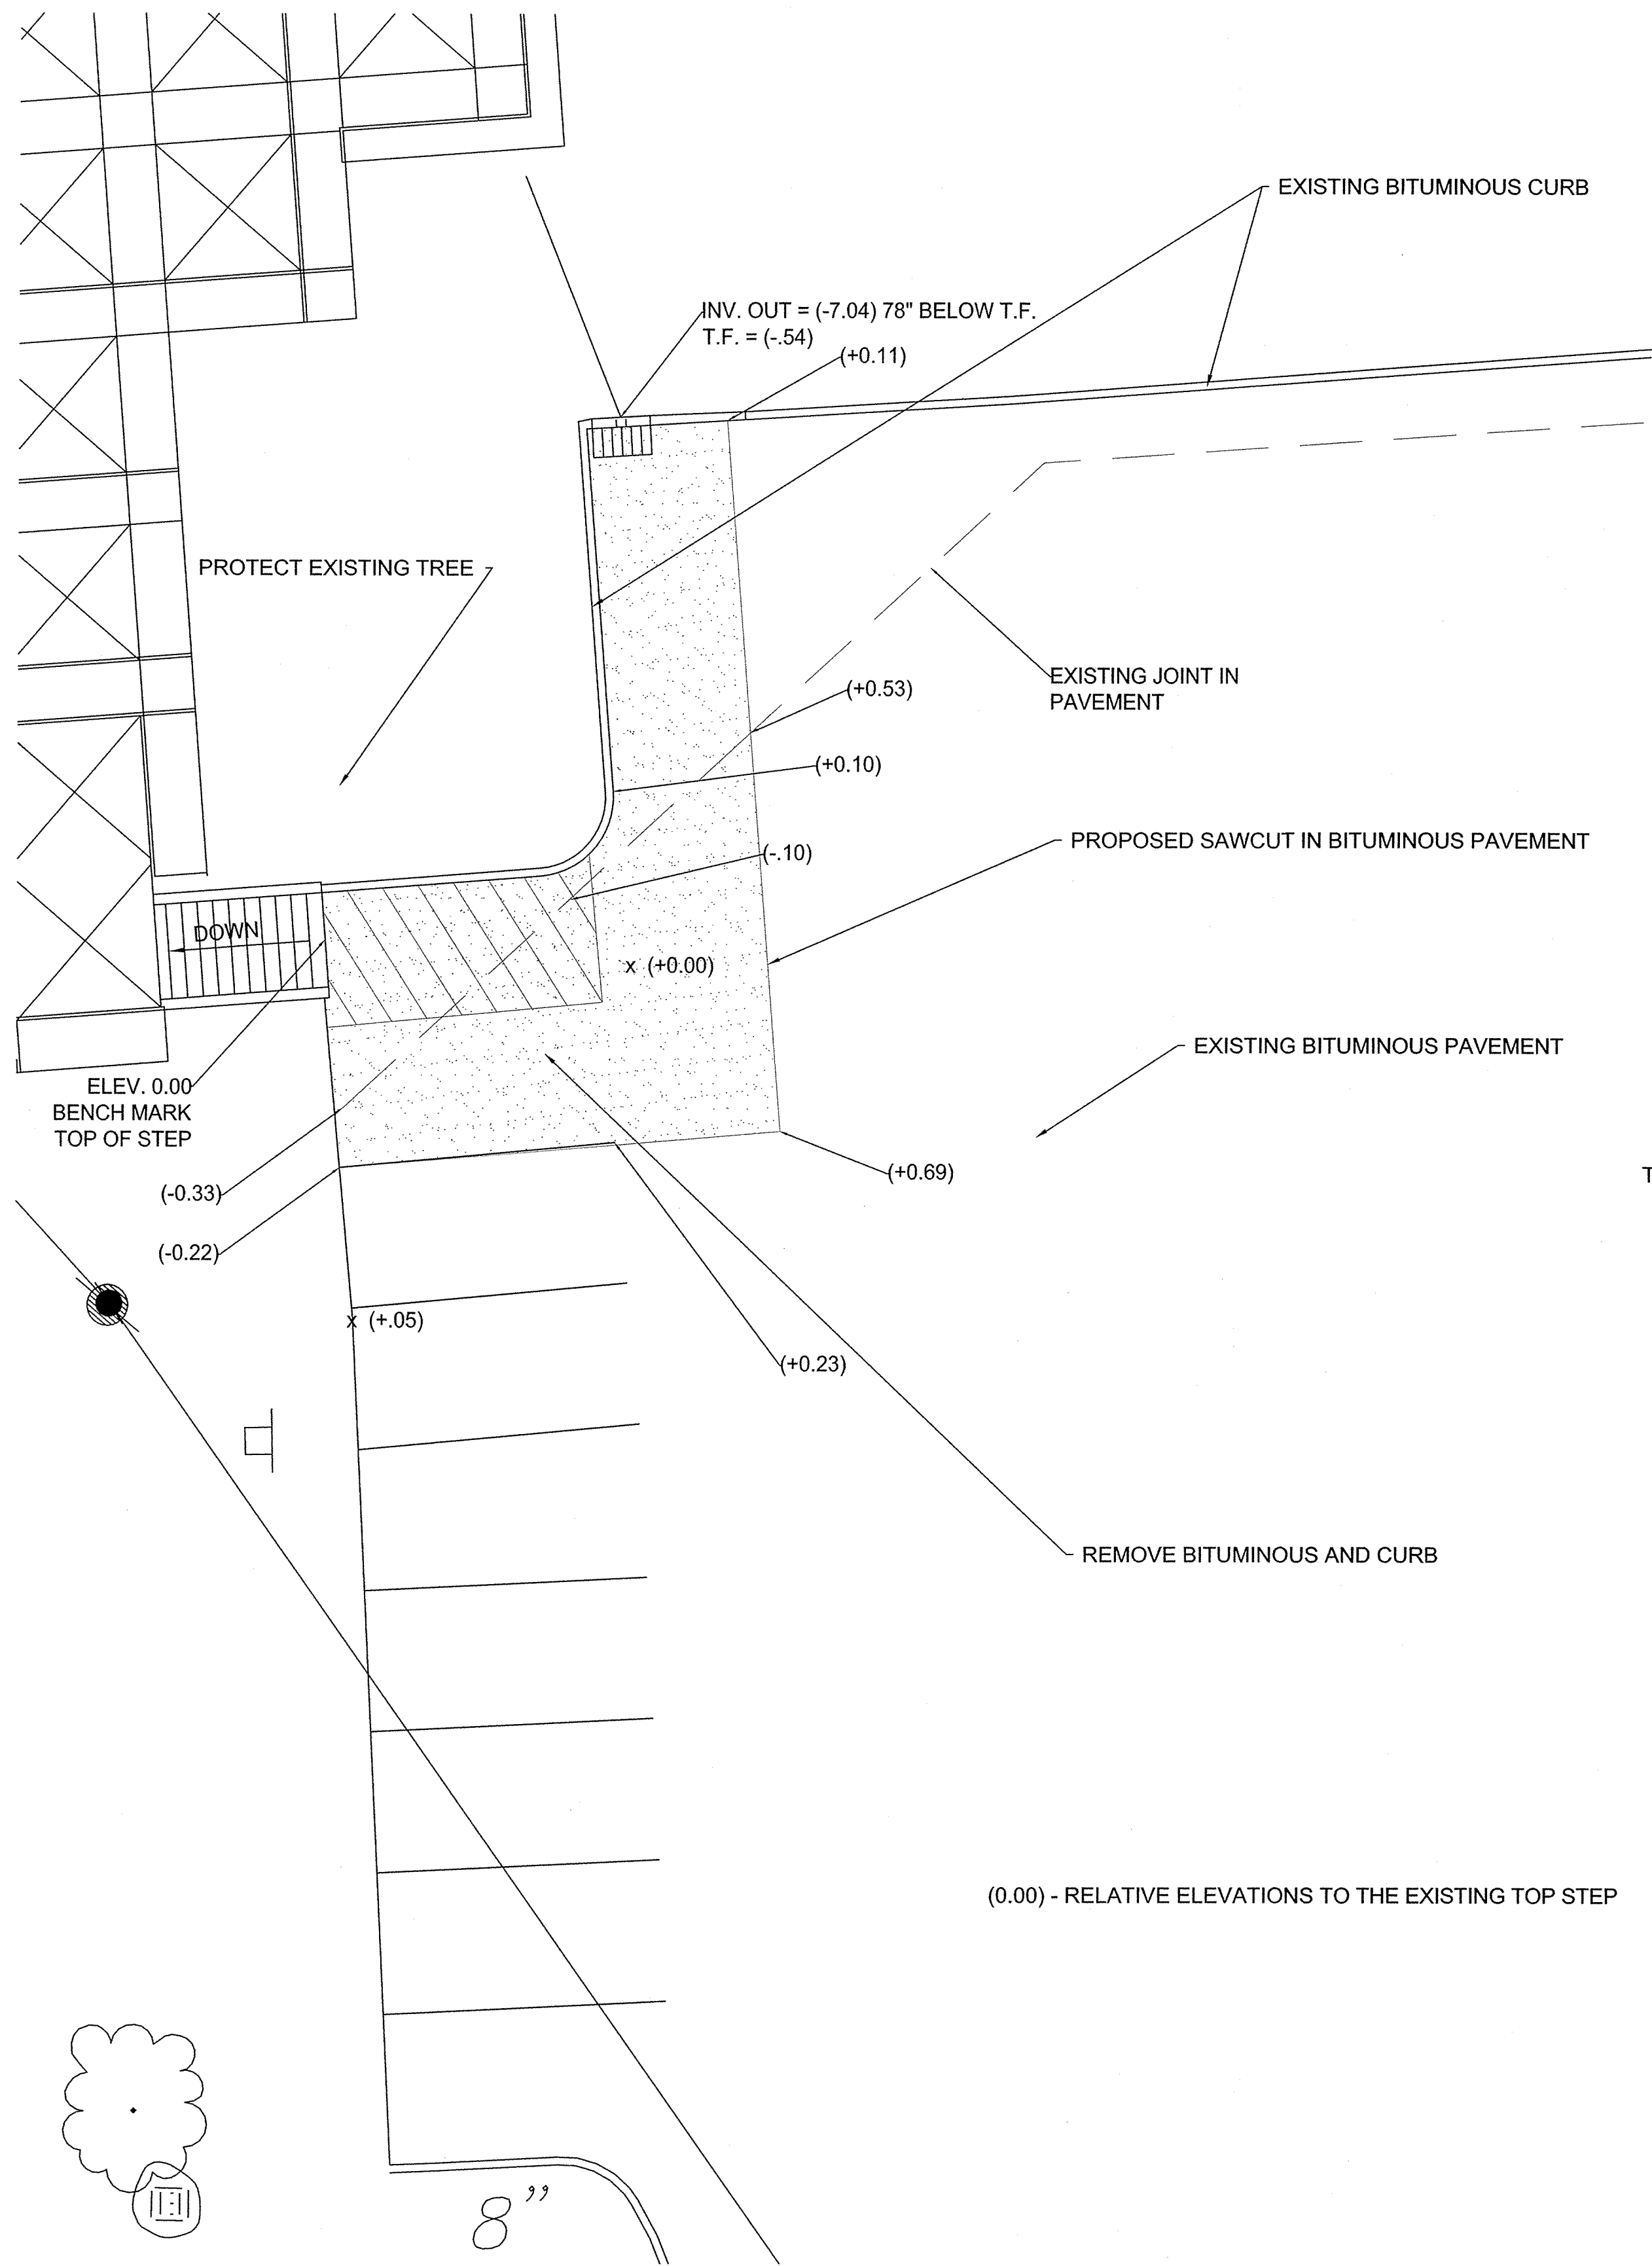 EXISTING BITUMINOUS CURB
INV. OUT = (-7.04) 78" BELOW T.F.
T.F. = (-.54)
(+0.11)
PROTECT EXISTING TREE
EXISTING JOINT IN
PAVEMENT
(+0.53)
(+0.10)
PROPOSED SAWCUT IN BITUMINOUS PAVEMENT
(-.10)
DOWN
x (+0.00)
EXISTING BITUMINOUS PAVEMENT
ELEV. 0.00
BENCH MARK
TOP OF STEP
(+0.69)
T
(-0.33)
(-0.22)
x (+.05)
(+0.23)
REMOVE BITUMINOUS AND CURB
(0.00) - RELATIVE ELEVATIONS TO THE EXISTING TOP STEP
8"